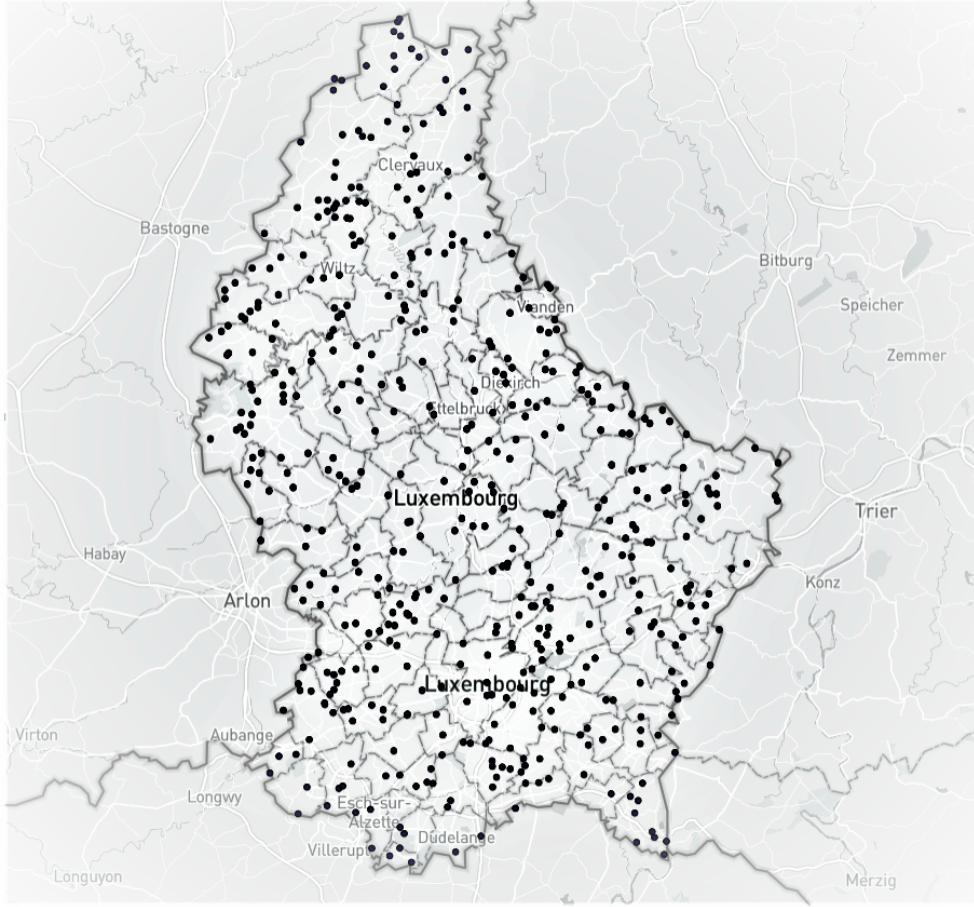 Clervaux
Bastogne
Wiltz
Bitburg
Vianden
Speicher
Zemmer
Diekirch
Ettelbruck
Luxembourg
Trier
Habay
Konz
Arlon
Luxembourg
Virton
Aubange
Longwy
Esch-sur-
Alzette
Dudelange
Villerupt
Longuyon
Merzig